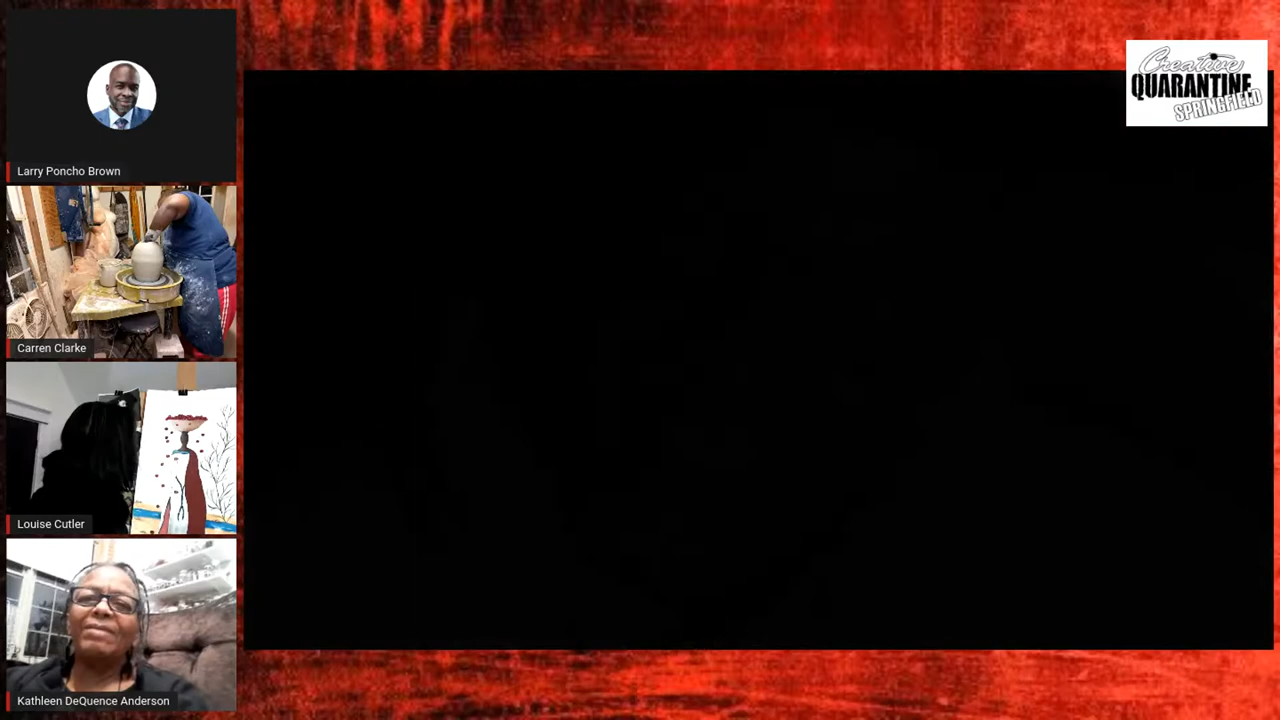 Larry Poncho Brown
Carren Clarke
Louise Cutler
Kathleen DeQuence Anderson
Creative
QUARANTINE
SPRINGFIELD